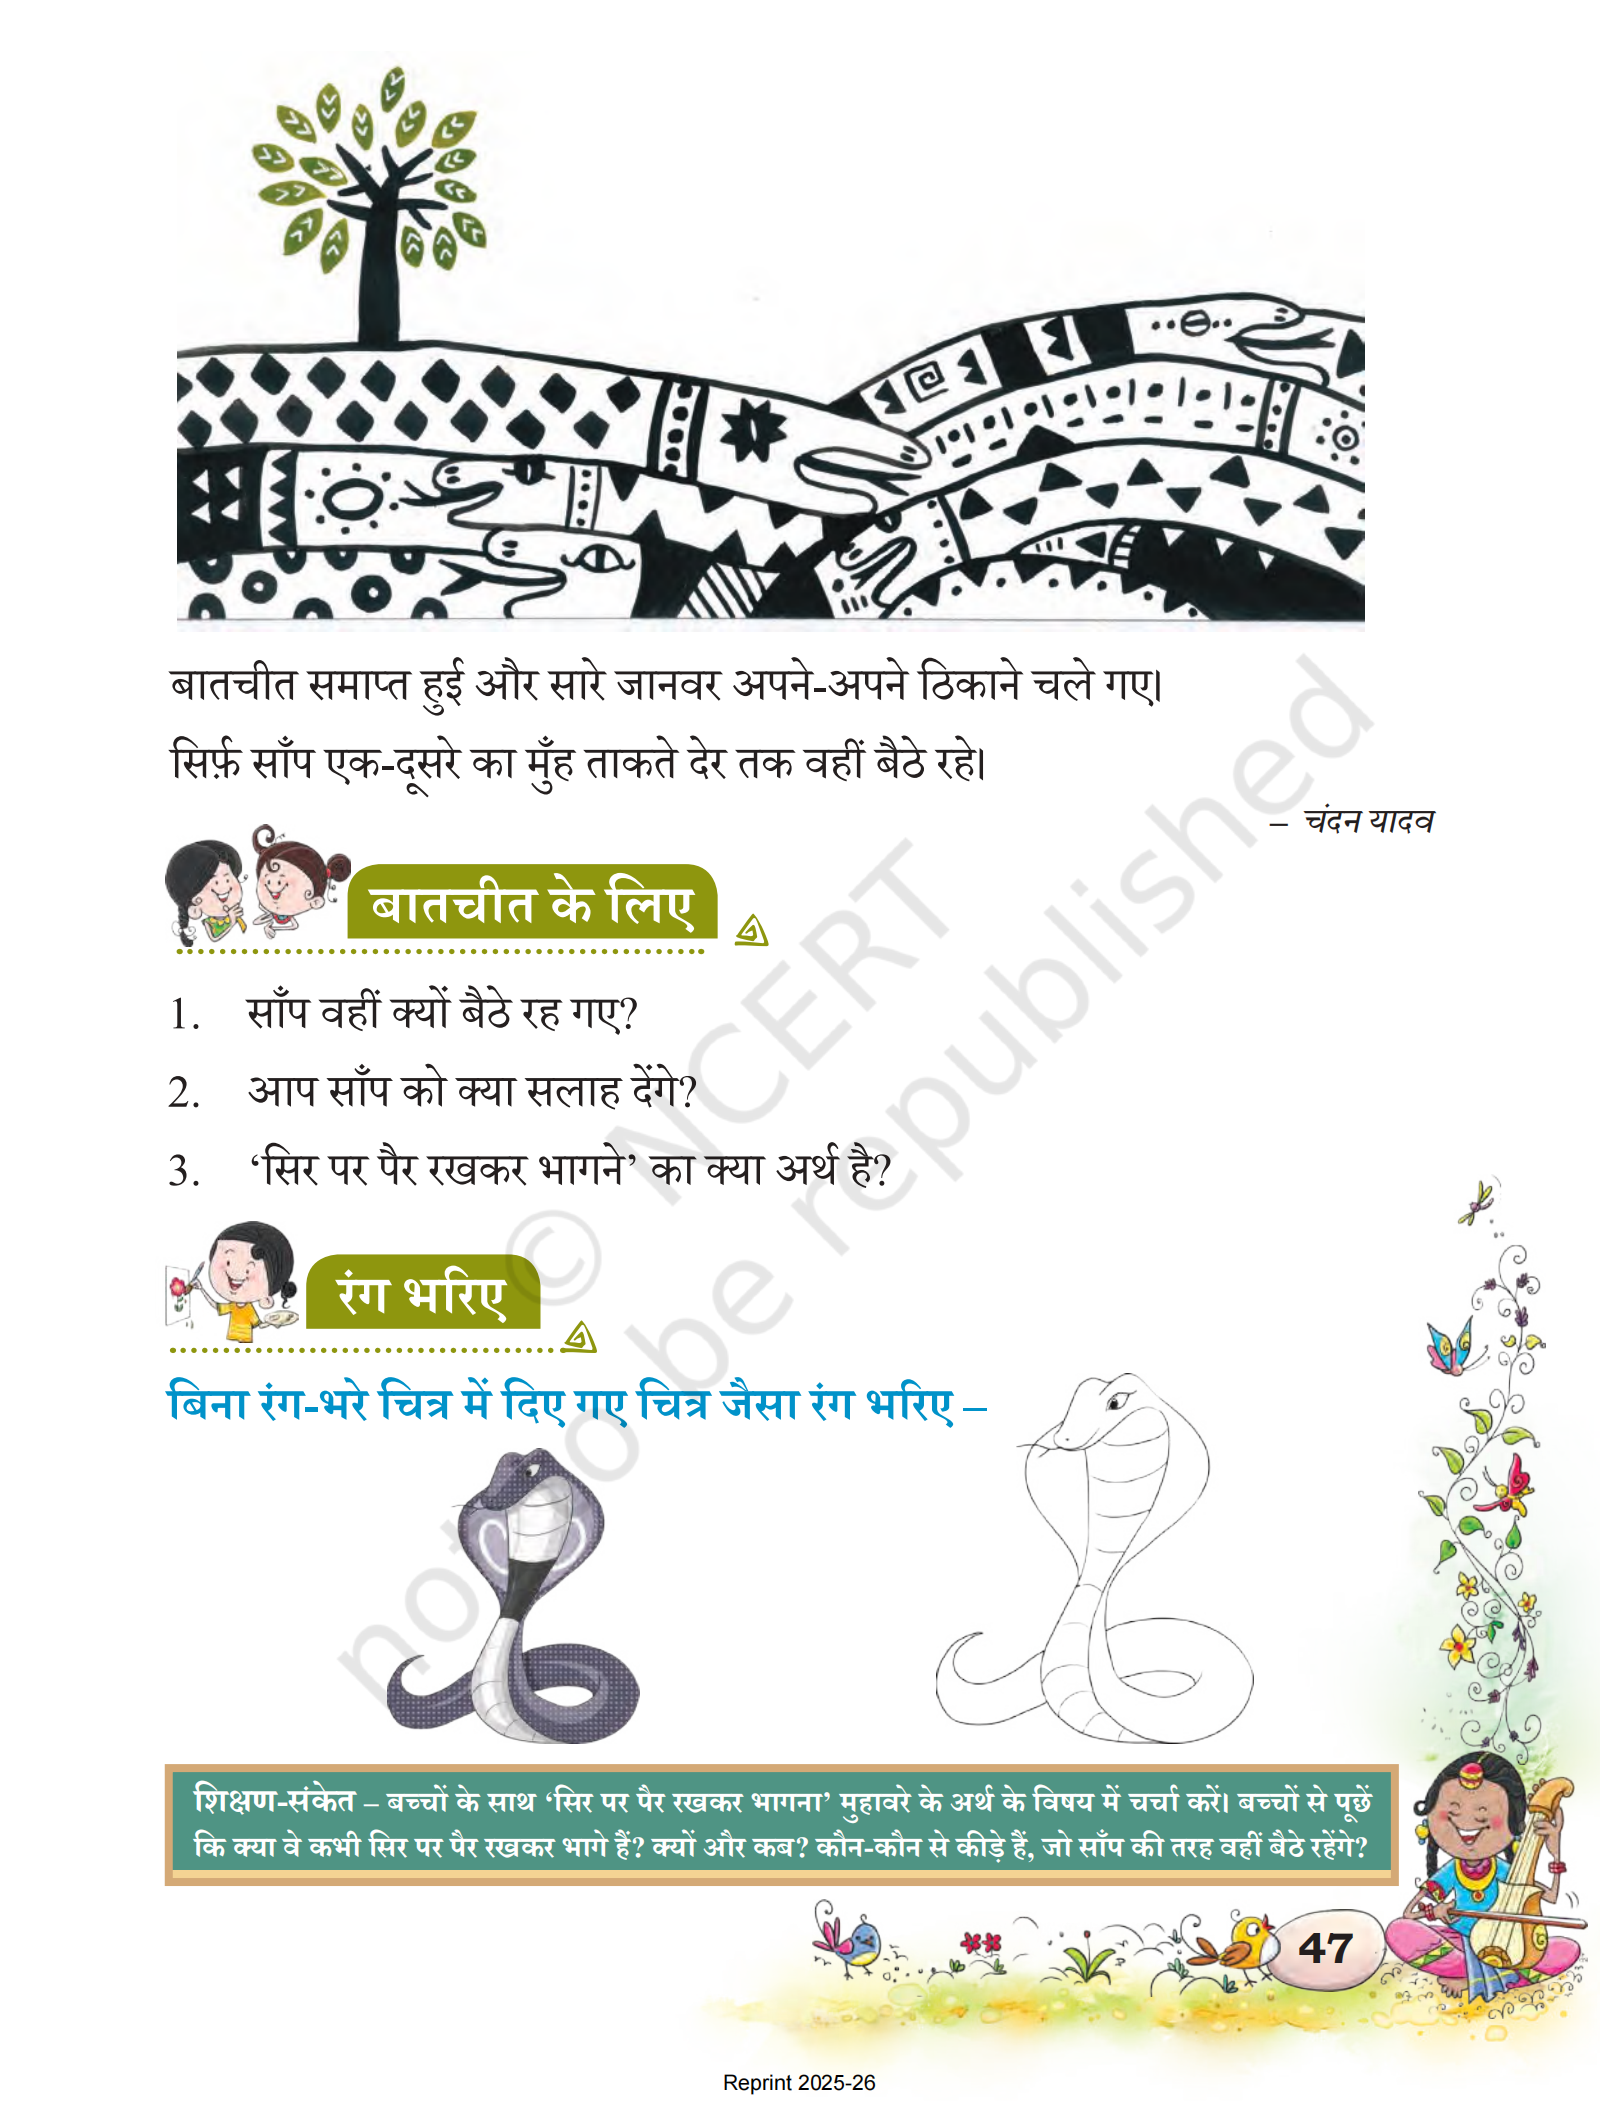 बातचीत समाप्त हुई और सारे जानवर अपने-अपने ठिकाने चले गए।
सिर्फ़ साँप एक-दूसरे का मुँह ताकते देर तक वहीं बैठे रहे।
– चंदन यादव
बातचीत के लिए
1. साँप वहीं क्यों बैठे रह गए?
2. आप साँप को क्या सलाह देंगे?
3. ‘सिर पर पैर रखकर भागने’ का क्या अर्थ है?
रंग भरिए
बिना रंग-भरे चित्र में दिए गए चित्र जैसा रंग भरिए –
शिक्षण-संकेत – बच्चों के साथ ‘सिर पर पैर रखकर भागना’ मुहावरे के अर्थ के विषय में चर्चा करें। बच्चों से पूछें
कि क्या वे कभी सिर पर पैर रखकर भागे हैं? क्यों और कब? कौन-कौन से कीड़े हैं, जो साँप की तरह वहीं बैठे रहेंगे?
47
Reprint 2025-26
© NCERT
not to be republished